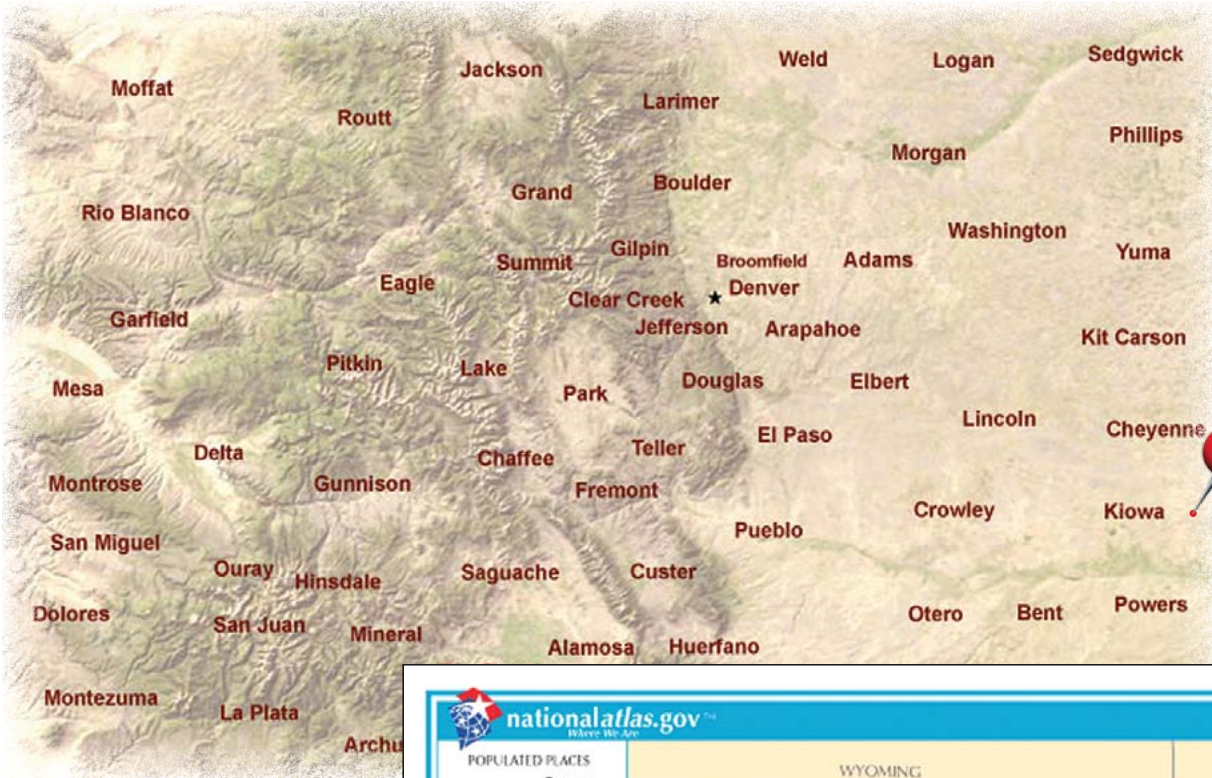 Weld
Logan
Sedgwick
Jackson
Moffat
Larimer
Routt
Phillips
Morgan
Boulder
Grand
Rio Blanco
Washington
Gilpin
Yuma
Broomfield
Adams
Summit
Eagle
Denver
Clear Creek
Garfield
Jefferson
Arapahoe
Kit Carson
Pitkin
Lake
Mesa
Park
Douglas
Elbert
Lincoln
Cheyenne
El Paso
Delta
Teller
Chaffee
Montrose
Gunnison
Fremont
Crowley
Kiowa
Pueblo
San Miguel
Ouray
Hinsdale
Saguache
Custer
Powers
Dolores
Otero
Bent
San Juan
Mineral
Alamosa
Huerfano
Montezuma
La Plata
Archu
nationalatlas.gov™
Where We Are
POPULATED PLACES
WYOMING